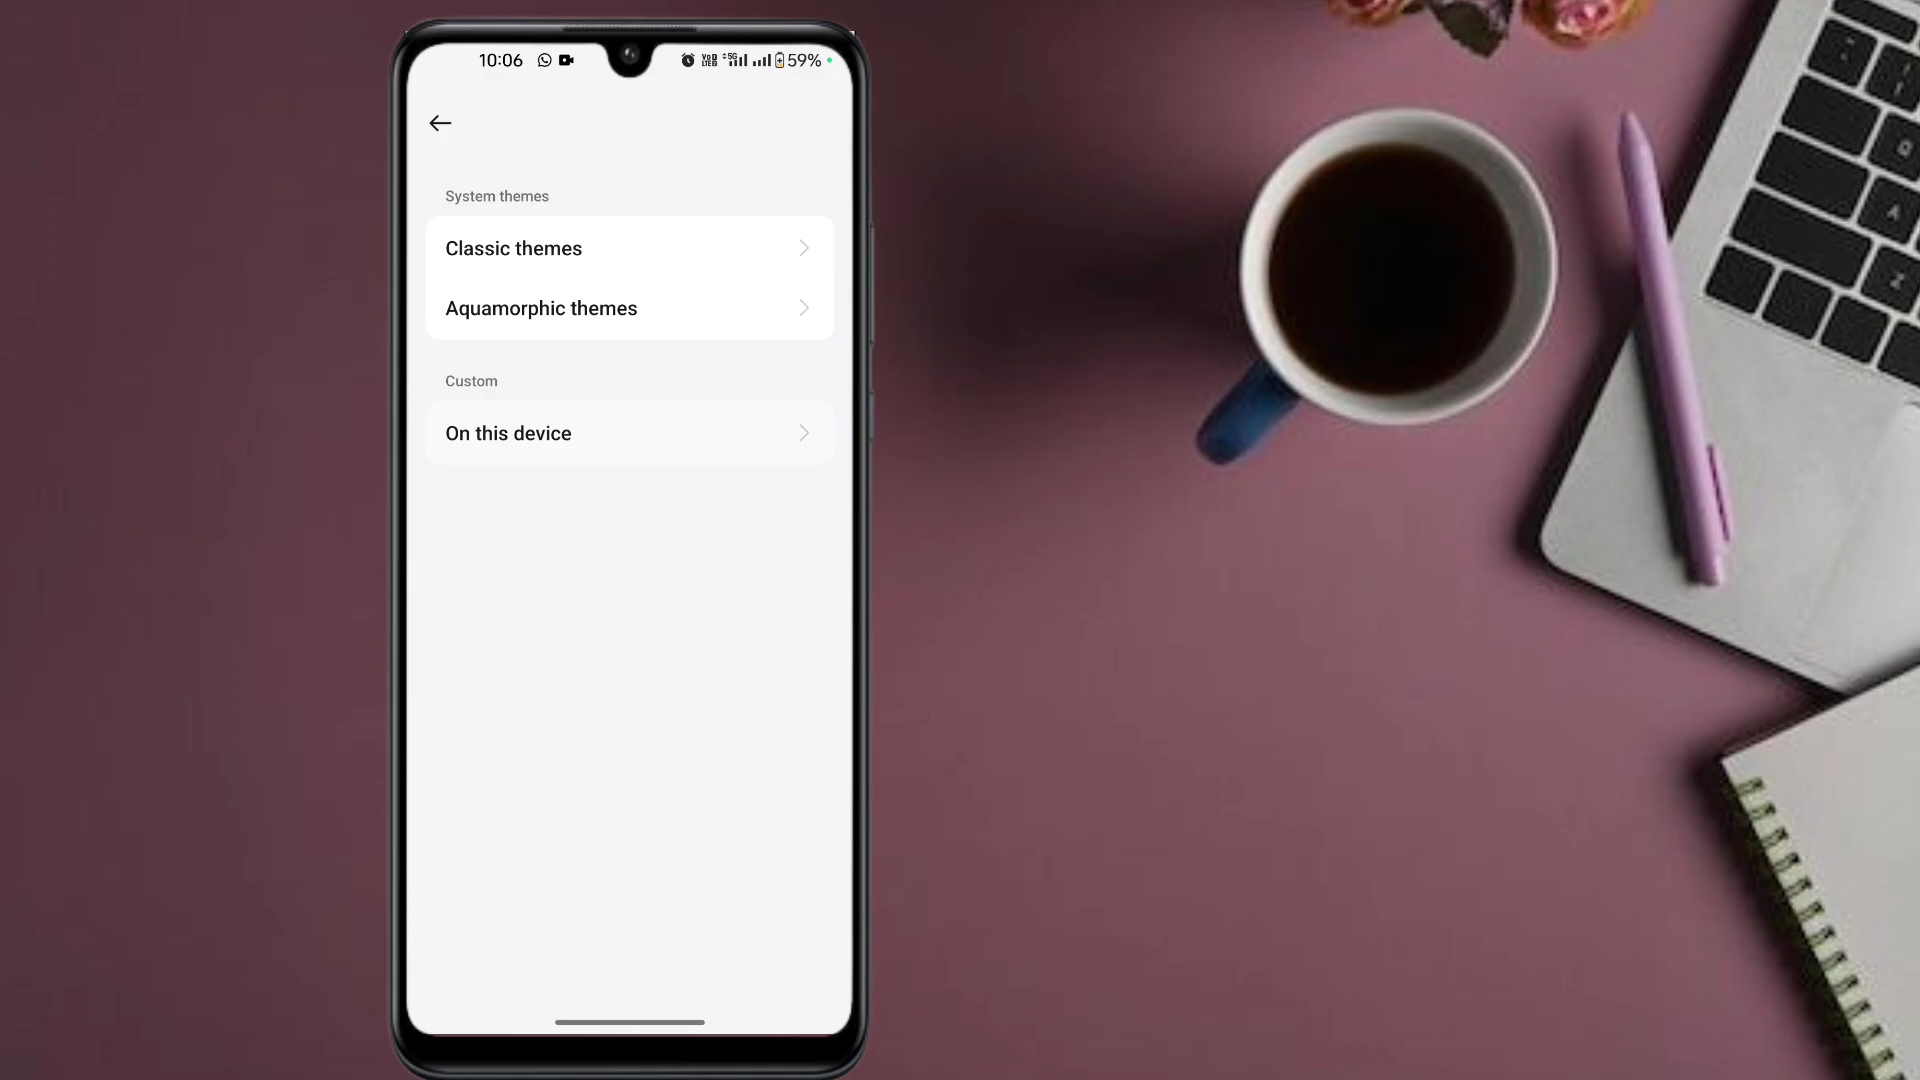 10:06 59%
System themes
Classic themes
Aquamorphic themes
Custom
On this device